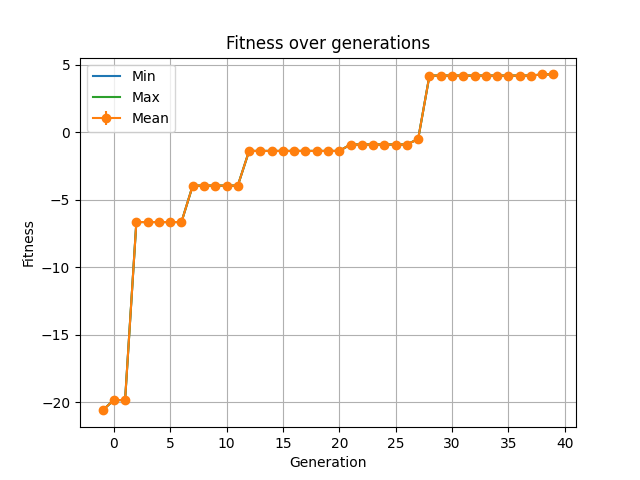 Fitness over generations
Min
Max
Mean
5
0
−5
−10
−15
−20
Fitness
0 5 10 15 20 25 30 35 40
Generation